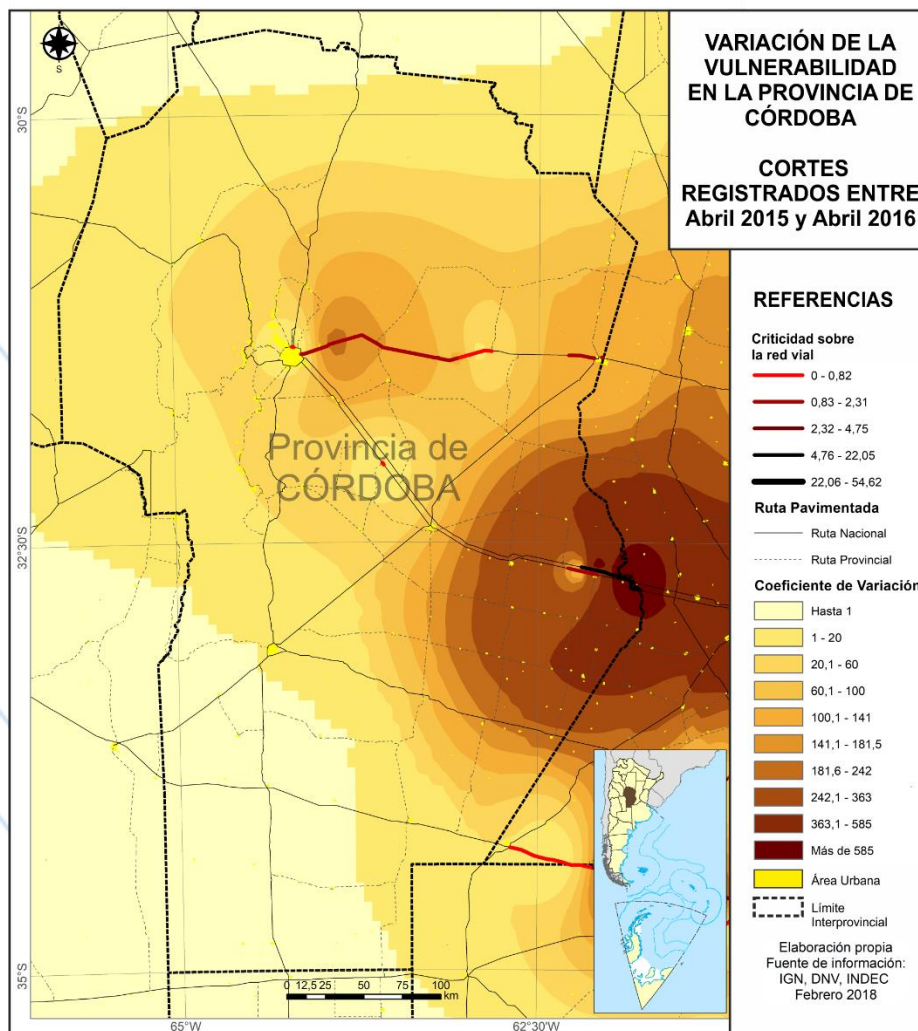 VARIACIÓN DE LA
VULNERABILIDAD
EN LA PROVINCIA DE
CÓRDOBA
CORTES
REGISTRADOS ENTRE
Abril 2015 y Abril 2016
S
30°S
32°30'S
35°S
65°W
62°30'W
Provincia de
CÓRDOBA
0 12,5 25 50 75 100
km
REFERENCIAS
Criticidad sobre
la red vial
0 - 0,82
0,83 - 2,31
2,32 - 4,75
4,76 - 22,05
22,06 - 54,62
Ruta Pavimentada
Ruta Nacional
Ruta Provincial
Coeficiente de Variación
Hasta 1
1 - 20
20,1 - 60
60,1 - 100
100,1 - 141
141,1 - 181,5
181,6 - 242
242,1 - 363
363,1 - 585
Más de 585
Área Urbana
Límite
Interprovincial
Elaboración propia
Fuente de información:
IGN, DNV, INDEC
Febrero 2018